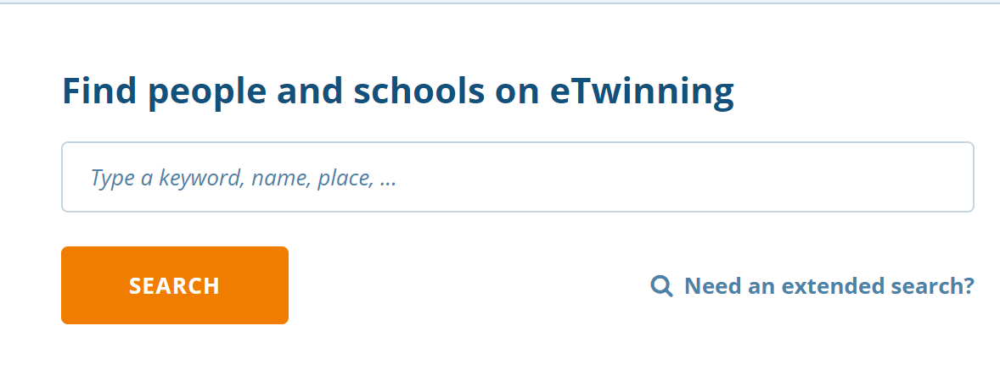 Find people and schools on eTwinning
Type a keyword, name, place, ...
SEARCH
Need an extended search?